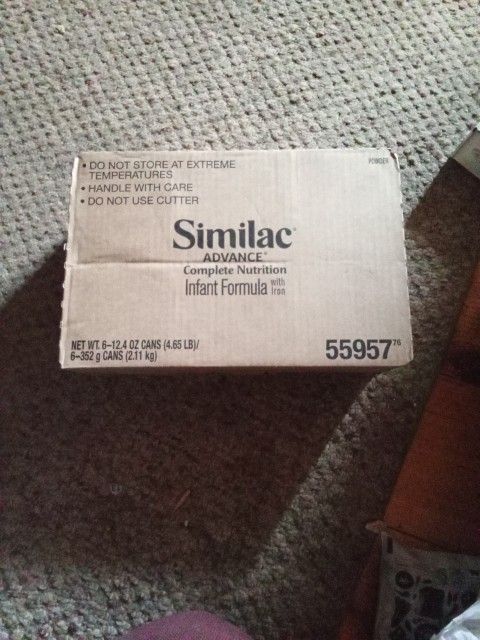 • DO NOT STORE AT EXTREME
TEMPERATURES
• HANDLE WITH CARE
• DO NOT USE CUTTER
POWDER
Similac®
ADVANCE®
Complete Nutrition
Infant Formula with Iron
NET WT. 6–12.4 OZ CANS (4.65 LB)/
6–352 g CANS (2.11 kg)
55957 76